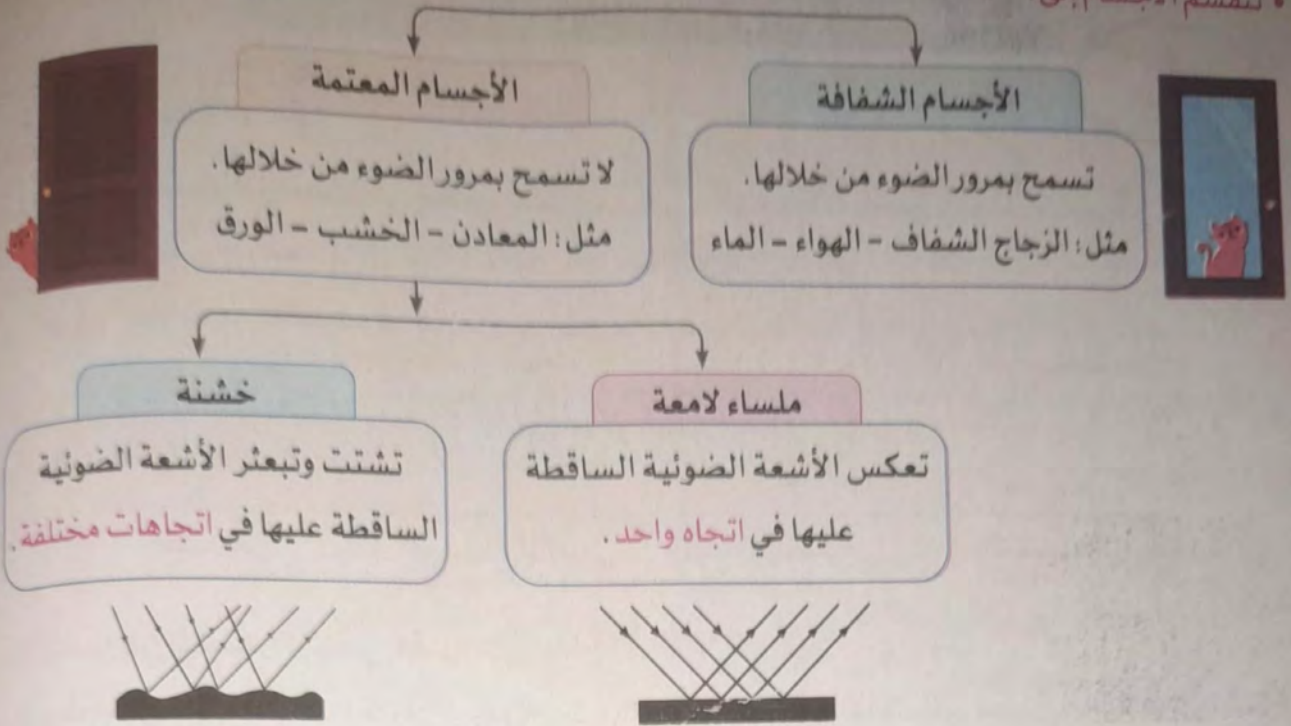 الأجسام الشفافة
تسمح بمرور الضوء من خلالها.
مثل: الزجاج الشفاف - الهواء - الماء
الأجسام المعتمة
لا تسمح بمرور الضوء من خلالها.
مثل: المعادن - الخشب - الورق
ملساء لامعة
تعكس الأشعة الضوئية الساقطة
عليها في اتجاه واحد.
خشنة
تشتت وتبعثر الأشعة الضوئية
الساقطة عليها في اتجاهات مختلفة.